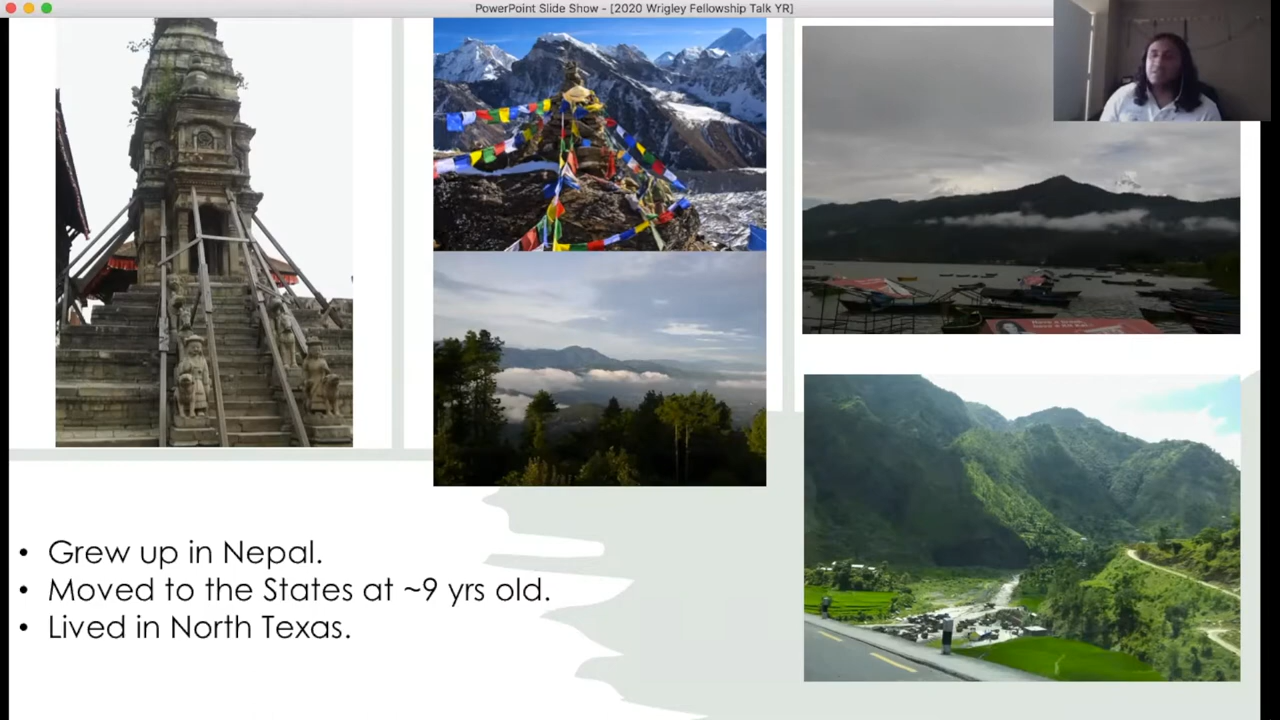 PowerPoint Slide Show - [2020 Wrigley Fellowship Talk YR]
• Grew up in Nepal.
• Moved to the States at ~9 yrs old.
• Lived in North Texas.